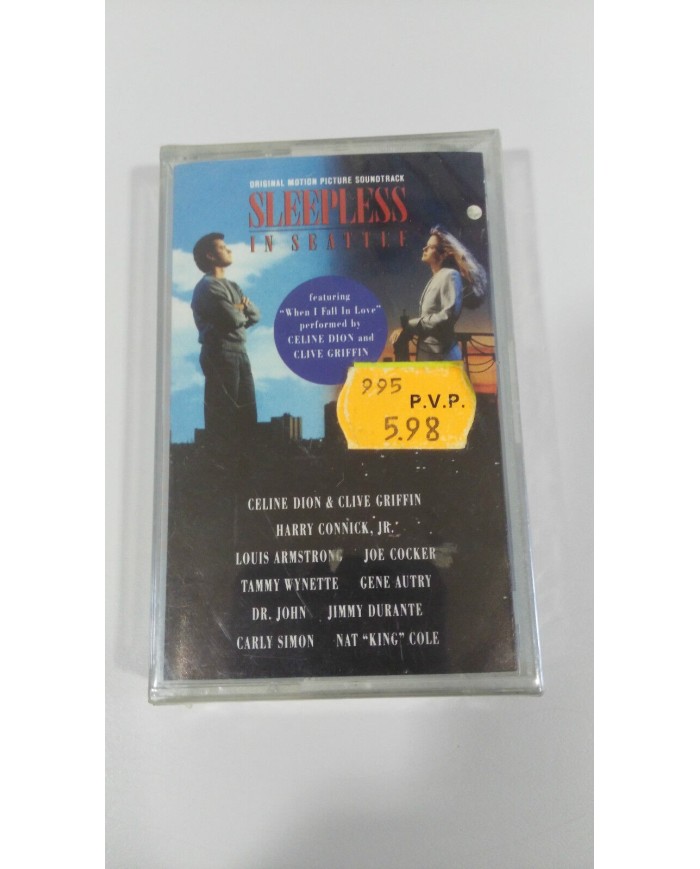 ORIGINAL MOTION PICTURE SOUNDTRACK
SLEEPLESS
IN SEATTLE
featuring
"When I Fall In Love"
performed by
CELINE DION and
CLIVE GRIFFIN
995
P.V.P.
5.98
CELINE DION & CLIVE GRIFFIN
HARRY CONNICK, JR.
LOUIS ARMSTRONG JOE COCKER
TAMMY WYNETTE GENE AUTRY
DR. JOHN JIMMY DURANTE
CARLY SIMON NAT "KING" COLE